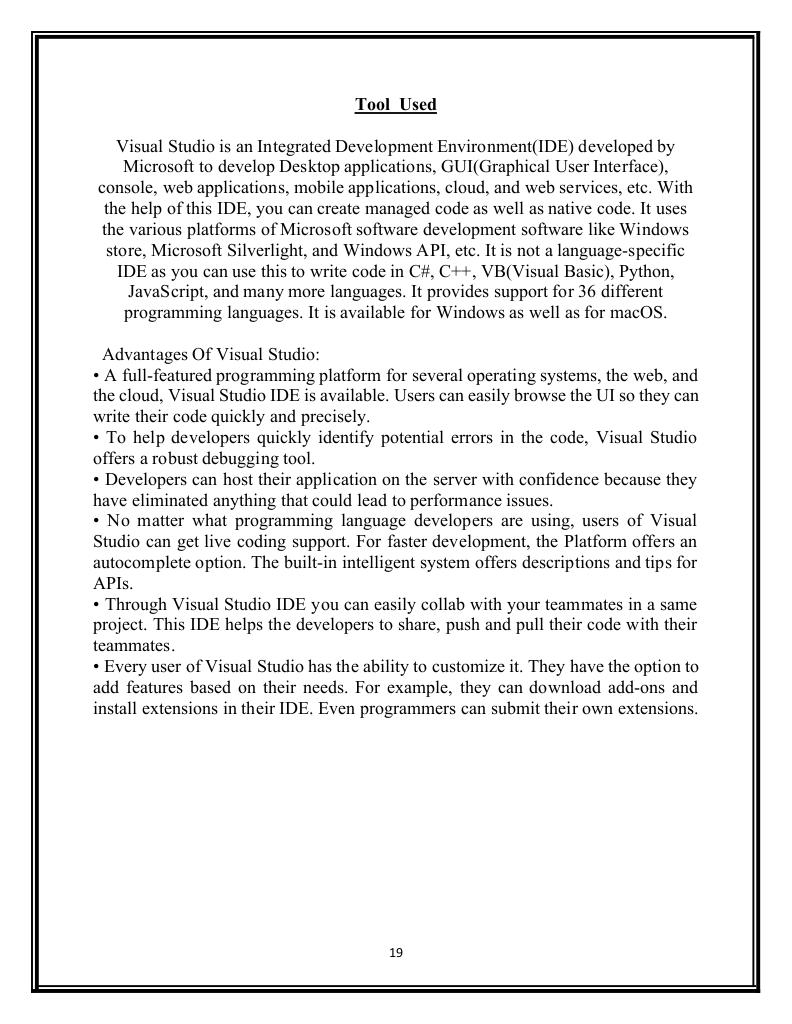 Tool Used
Visual Studio is an Integrated Development Environment(IDE) developed by
Microsoft to develop Desktop applications, GUI(Graphical User Interface),
console, web applications, mobile applications, cloud, and web services, etc. With
the help of this IDE, you can create managed code as well as native code. It uses
the various platforms of Microsoft software development software like Windows
store, Microsoft Silverlight, and Windows API, etc. It is not a language-specific
IDE as you can use this to write code in C#, C++, VB(Visual Basic), Python,
JavaScript, and many more languages. It provides support for 36 different
programming languages. It is available for Windows as well as for macOS.
Advantages Of Visual Studio:
• A full-featured programming platform for several operating systems, the web, and
the cloud, Visual Studio IDE is available. Users can easily browse the UI so they can
write their code quickly and precisely.
• To help developers quickly identify potential errors in the code, Visual Studio
offers a robust debugging tool.
• Developers can host their application on the server with confidence because they
have eliminated anything that could lead to performance issues.
• No matter what programming language developers are using, users of Visual
Studio can get live coding support. For faster development, the Platform offers an
autocomplete option. The built-in intelligent system offers descriptions and tips for
APIs.
• Through Visual Studio IDE you can easily collab with your teammates in a same
project. This IDE helps the developers to share, push and pull their code with their
teammates.
• Every user of Visual Studio has the ability to customize it. They have the option to
add features based on their needs. For example, they can download add-ons and
install extensions in their IDE. Even programmers can submit their own extensions.
19